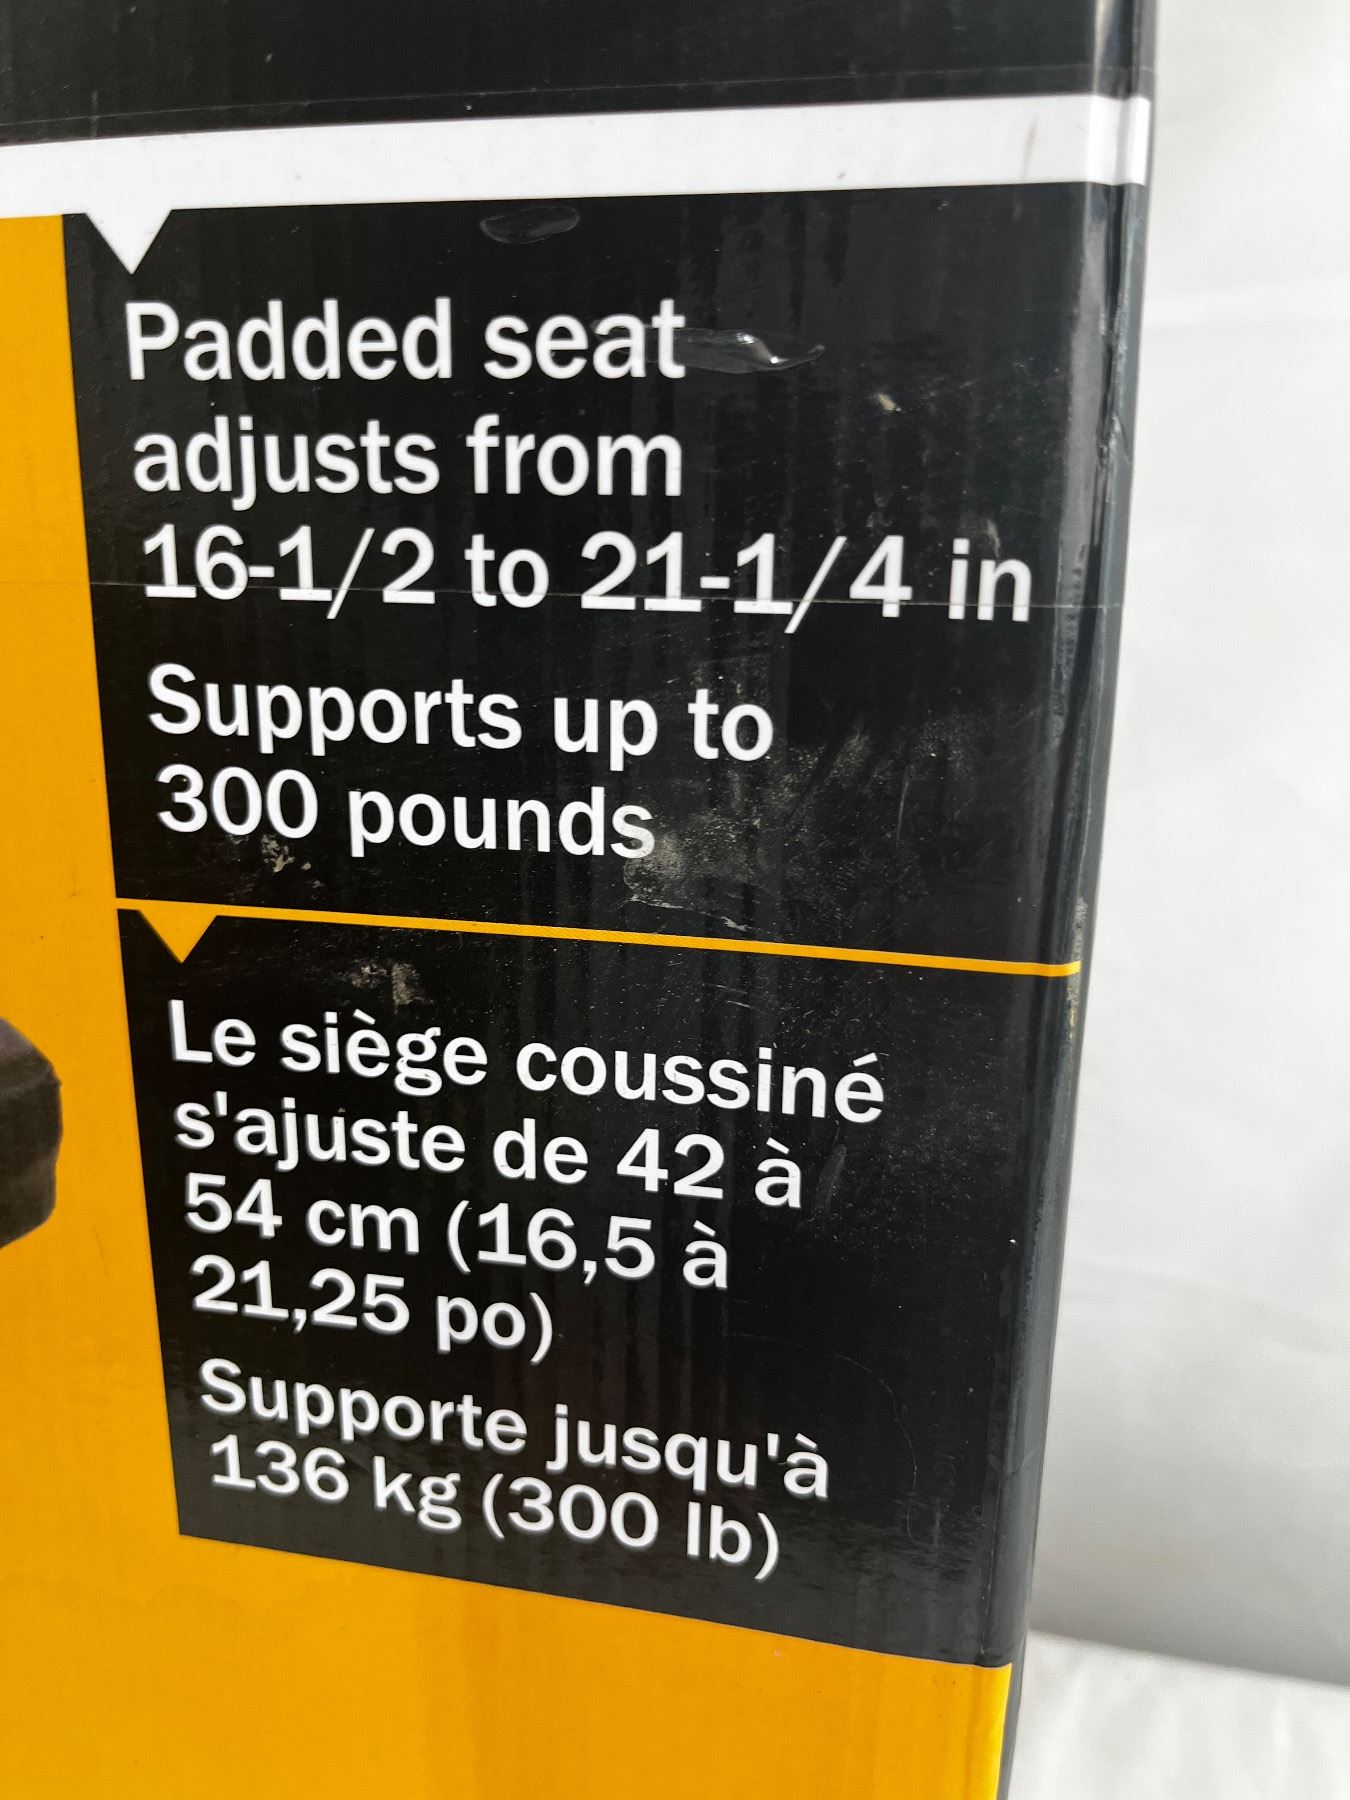 Padded seat
adjusts from
16-1/2 to 21-1/4 in
Supports up to
300 pounds
Le siège coussiné
s'ajuste de 42 à
54 cm (16,5 à
21,25 po)
Supporte jusqu'à
136 kg (300 lb)